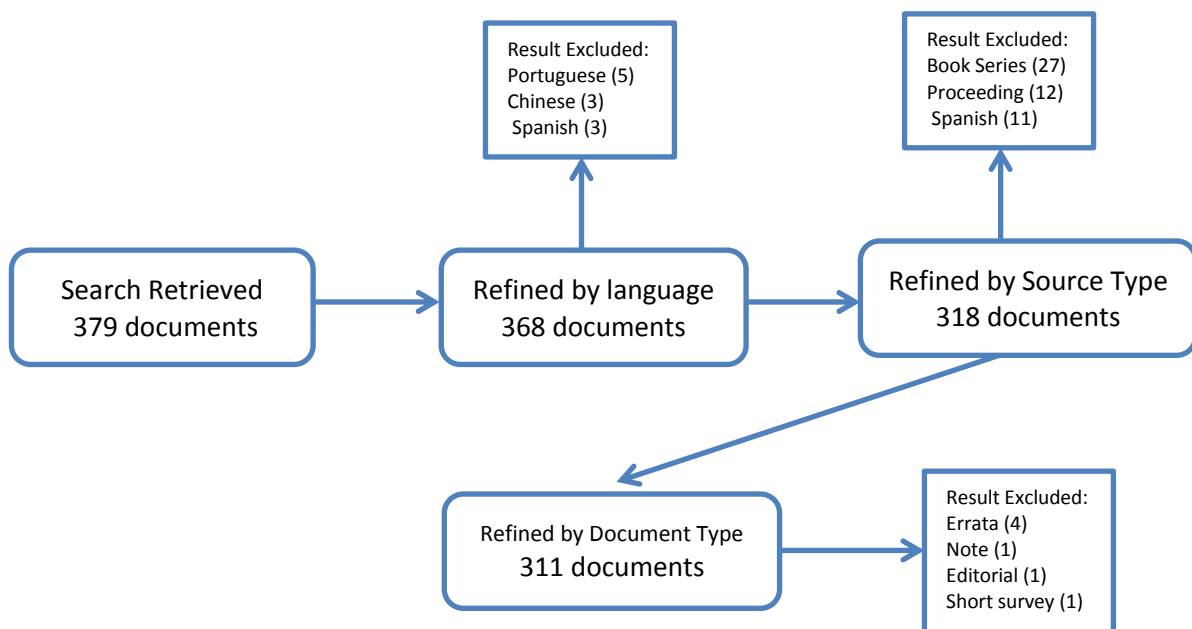 Result Excluded:
Portuguese (5)
Chinese (3)
Spanish (3)
Result Excluded:
Book Series (27)
Proceeding (12)
Spanish (11)
Search Retrieved
379 documents
Refined by language
368 documents
Refined by Source Type
318 documents
Refined by Document Type
311 documents
Result Excluded:
Errata (4)
Note (1)
Editorial (1)
Short survey (1)